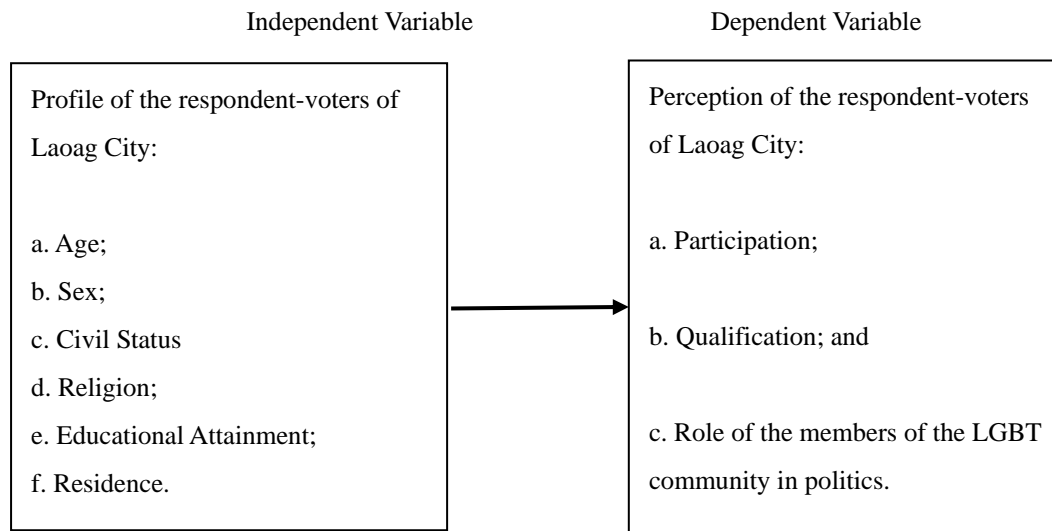 Independent Variable
Dependent Variable
Profile of the respondent-voters of
Laoag City:
a. Age;
b. Sex;
c. Civil Status
d. Religion;
e. Educational Attainment;
f. Residence.
Perception of the respondent-voters
of Laoag City:
a. Participation;
b. Qualification; and
c. Role of the members of the LGBT
community in politics.